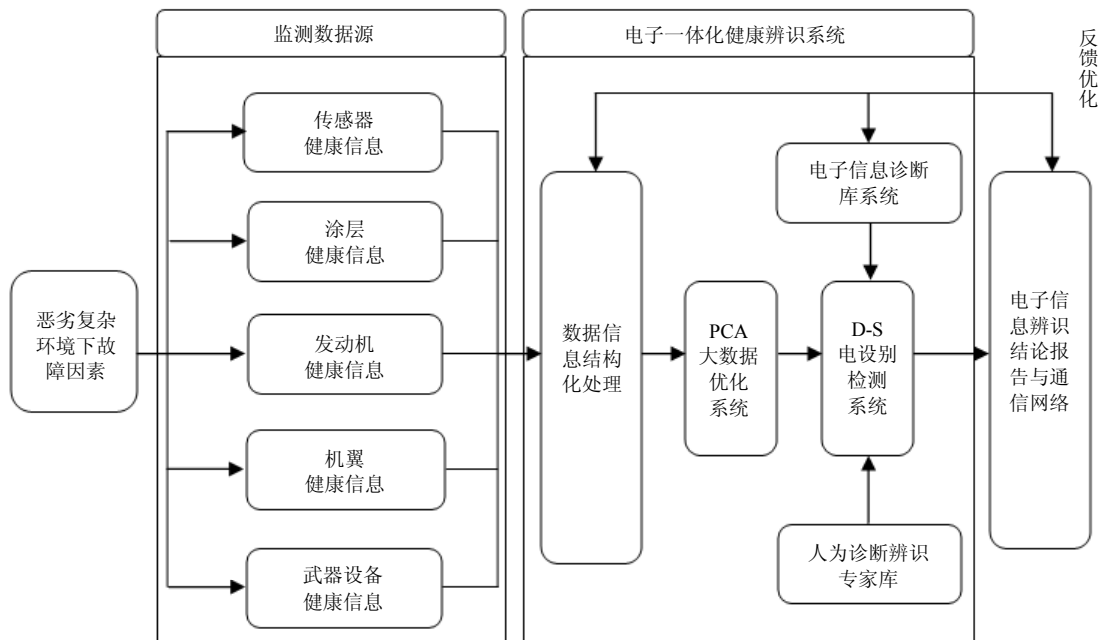 监测数据源
电子一体化健康辨识系统
反
馈
优
化
传感器
健康信息
电子信息诊断
库系统
涂层
健康信息
恶劣复杂
环境下故
障因素
发动机
健康信息
数据信
息结构
化处理
PCA
大数据
优化
系统
D-S
电设别
检测
系统
电子信
息辨识
结论报
告与通
信网络
机翼
健康信息
人为诊断辨识
专家库
武器设备
健康信息